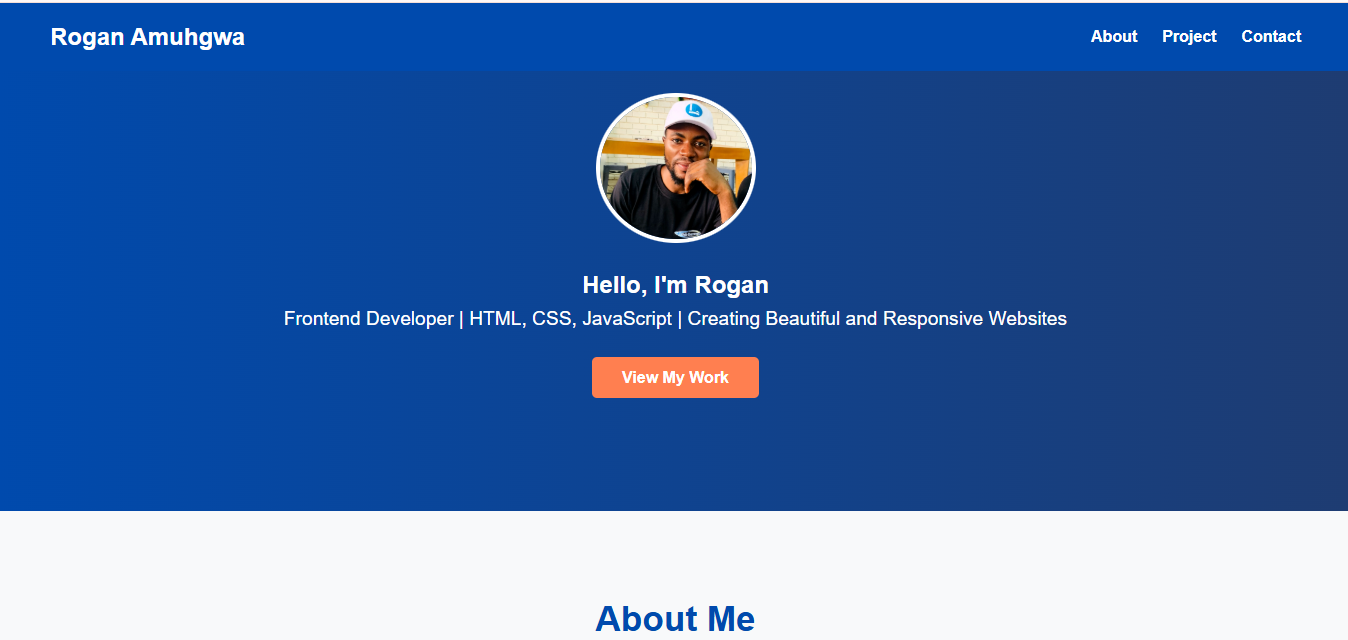 Rogan Amuhgwa
About Project Contact
Hello, I'm Rogan
Frontend Developer | HTML, CSS, JavaScript | Creating Beautiful and Responsive Websites
View My Work
About Me